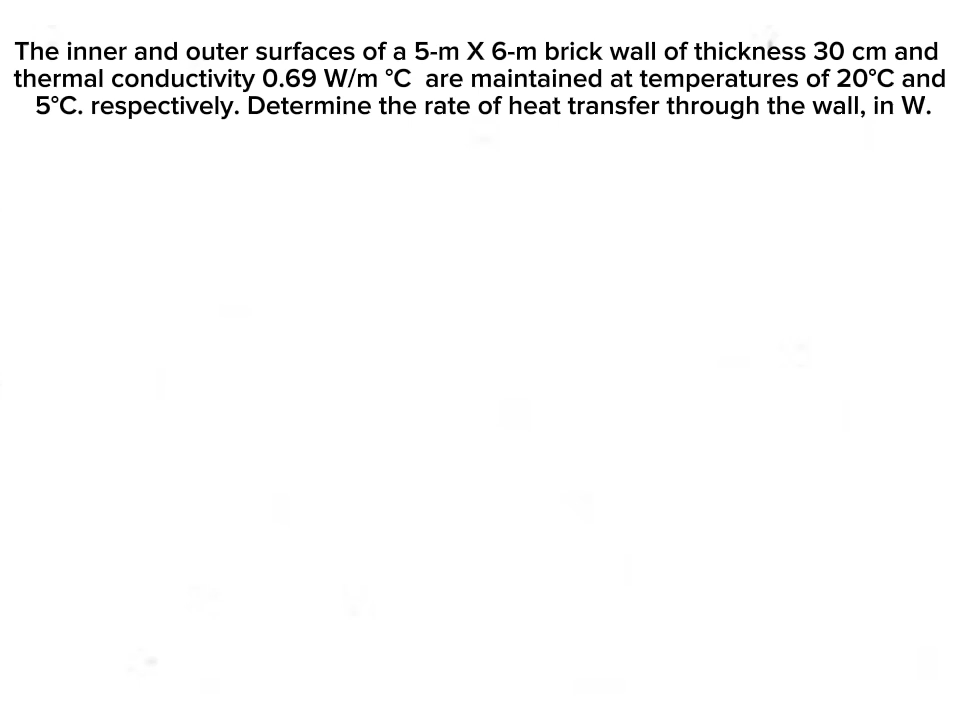 The inner and outer surfaces of a 5-m X 6-m brick wall of thickness 30 cm and
thermal conductivity 0.69 W/m °C are maintained at temperatures of 20°C and
5°C. respectively. Determine the rate of heat transfer through the wall, in W.